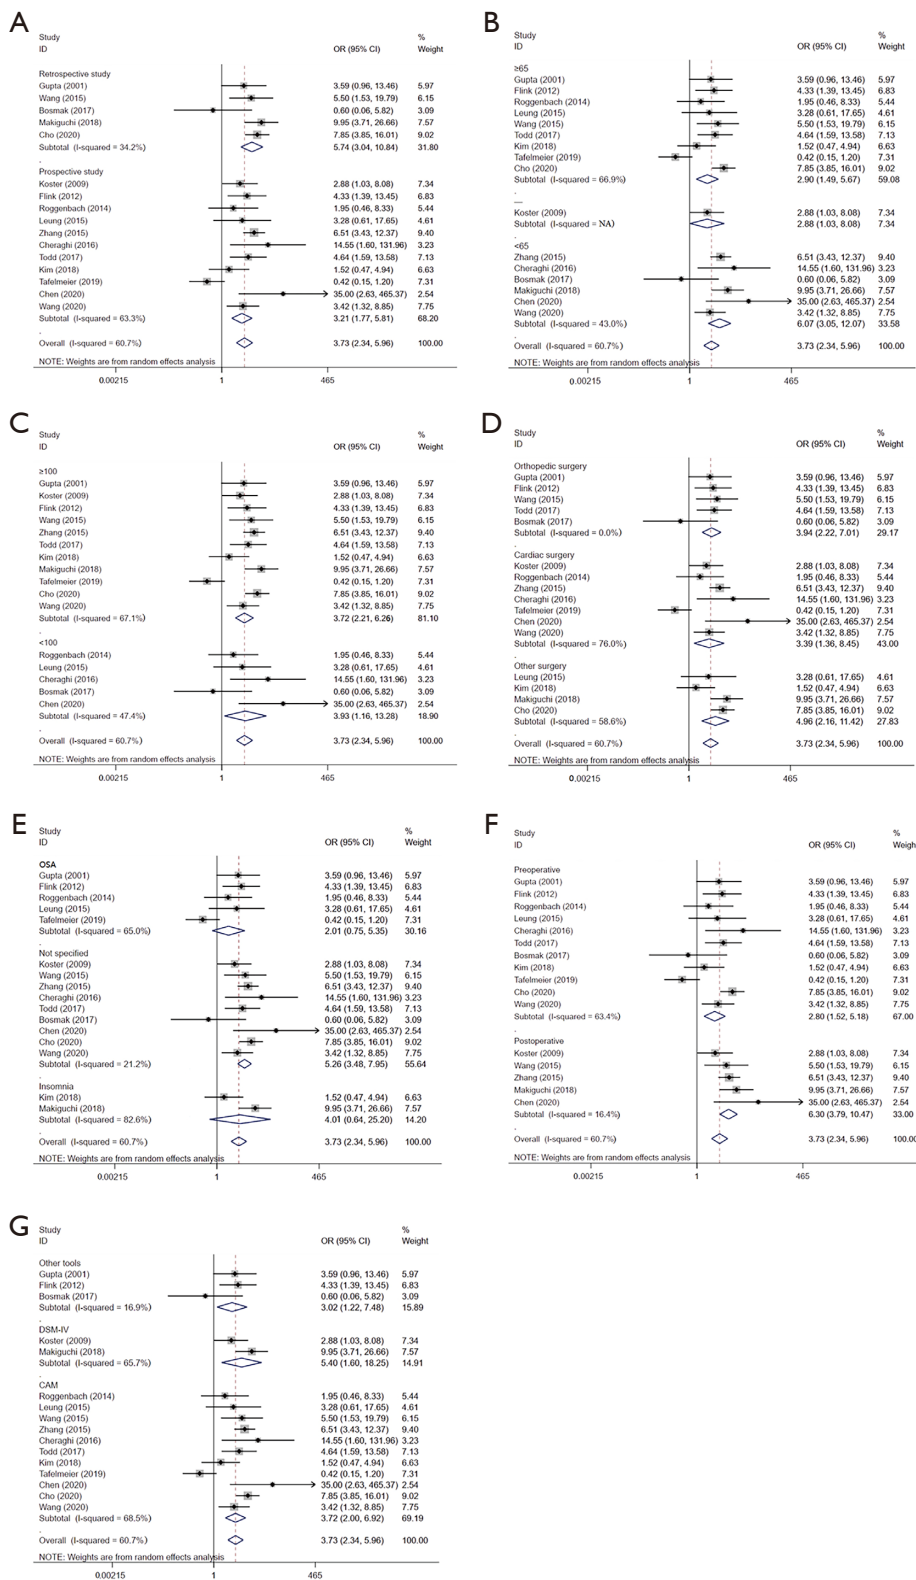 A
Study %
ID OR (95% CI) Weight
Retrospective study
Gupta (2001) 3.59 (0.96, 13.46) 5.97
Wang (2015) 5.50 (1.53, 19.79) 6.15
Bosmak (2017) 0.60 (0.06, 5.82) 3.09
Makiguchi (2018) 9.95 (3.71, 26.66) 7.57
Cho (2020) 7.85 (3.85, 16.01) 9.02
Subtotal (I-squared = 34.2%) 5.74 (3.04, 10.84) 31.80
.
Prospective study
Koster (2009) 2.88 (1.03, 8.08) 7.34
Flink (2012) 4.33 (1.39, 13.45) 6.83
Roggenbach (2014) 1.95 (0.46, 8.33) 5.44
Leung (2015) 3.28 (0.61, 17.65) 4.61
Zhang (2015) 6.51 (3.43, 12.37) 9.40
Cheraghi (2016) 14.55 (1.60, 131.96) 3.23
Todd (2017) 4.64 (1.59, 13.58) 7.13
Kim (2018) 1.52 (0.47, 4.94) 6.63
Tafelmeier (2019) 0.42 (0.15, 1.20) 7.31
Chen (2020) 35.00 (2.63, 465.37) 2.54
Wang (2020) 3.42 (1.32, 8.85) 7.75
Subtotal (I-squared = 63.3%) 3.21 (1.77, 5.81) 68.20
.
Overall (I-squared = 60.7%) 3.73 (2.34, 5.96) 100.00
NOTE: Weights are from random effects analysis
0.00215 1 465
B
Study %
ID OR (95% CI) Weight
≥65
Gupta (2001) 3.59 (0.96, 13.46) 5.97
Flink (2012) 4.33 (1.39, 13.45) 6.83
Roggenbach (2014) 1.95 (0.46, 8.33) 5.44
Leung (2015) 3.28 (0.61, 17.65) 4.61
Wang (2015) 5.50 (1.53, 19.79) 6.15
Todd (2017) 4.64 (1.59, 13.58) 7.13
Kim (2018) 1.52 (0.47, 4.94) 6.63
Tafelmeier (2019) 0.42 (0.15, 1.20) 7.31
Cho (2020) 7.85 (3.85, 16.01) 9.02
Subtotal (I-squared = 66.9%) 2.90 (1.49, 5.67) 59.08
.
—
Koster (2009) 2.88 (1.03, 8.08) 7.34
Subtotal (I-squared = NA) 2.88 (1.03, 8.08) 7.34
.
<65
Zhang (2015) 6.51 (3.43, 12.37) 9.40
Cheraghi (2016) 14.55 (1.60, 131.96) 3.23
Bosmak (2017) 0.60 (0.06, 5.82) 3.09
Makiguchi (2018) 9.95 (3.71, 26.66) 7.57
Chen (2020) 35.00 (2.63, 465.37) 2.54
Wang (2020) 3.42 (1.32, 8.85) 7.75
Subtotal (I-squared = 43.0%) 6.07 (3.05, 12.07) 33.58
.
Overall (I-squared = 60.7%) 3.73 (2.34, 5.96) 100.00
NOTE: Weights are from random effects analysis
0.00215 1 465
C
Study %
ID OR (95% CI) Weight
≥100
Gupta (2001) 3.59 (0.96, 13.46) 5.97
Koster (2009) 2.88 (1.03, 8.08) 7.34
Flink (2012) 4.33 (1.39, 13.45) 6.83
Wang (2015) 5.50 (1.53, 19.79) 6.15
Zhang (2015) 6.51 (3.43, 12.37) 9.40
Todd (2017) 4.64 (1.59, 13.58) 7.13
Kim (2018) 1.52 (0.47, 4.94) 6.63
Makiguchi (2018) 9.95 (3.71, 26.66) 7.57
Tafelmeier (2019) 0.42 (0.15, 1.20) 7.31
Cho (2020) 7.85 (3.85, 16.01) 9.02
Wang (2020) 3.42 (1.32, 8.85) 7.75
Subtotal (I-squared = 67.1%) 3.72 (2.21, 6.26) 81.10
.
<100
Roggenbach (2014) 1.95 (0.46, 8.33) 5.44
Leung (2015) 3.28 (0.61, 17.65) 4.61
Cheraghi (2016) 14.55 (1.60, 131.96) 3.23
Bosmak (2017) 0.60 (0.06, 5.82) 3.09
Chen (2020) 35.00 (2.63, 465.37) 2.54
Subtotal (I-squared = 47.4%) 3.93 (1.16, 13.28) 18.90
.
Overall (I-squared = 60.7%) 3.73 (2.34, 5.96) 100.00
NOTE: Weights are from random effects analysis
0.00215 1 465
D
Study %
ID OR (95% CI) Weight
Orthopedic surgery
Gupta (2001) 3.59 (0.96, 13.46) 5.97
Flink (2012) 4.33 (1.39, 13.45) 6.83
Wang (2015) 5.50 (1.53, 19.79) 6.15
Todd (2017) 4.64 (1.59, 13.58) 7.13
Bosmak (2017) 0.60 (0.06, 5.82) 3.09
Subtotal (I-squared = 0.0%) 3.94 (2.22, 7.01) 29.17
.
Cardiac surgery
Koster (2009) 2.88 (1.03, 8.08) 7.34
Roggenbach (2014) 1.95 (0.46, 8.33) 5.44
Zhang (2015) 6.51 (3.43, 12.37) 9.40
Cheraghi (2016) 14.55 (1.60, 131.96) 3.23
Tafelmeier (2019) 0.42 (0.15, 1.20) 7.31
Chen (2020) 35.00 (2.63, 465.37) 2.54
Wang (2020) 3.42 (1.32, 8.85) 7.75
Subtotal (I-squared = 76.0%) 3.39 (1.36, 8.45) 43.00
.
Other surgery
Leung (2015) 3.28 (0.61, 17.65) 4.61
Kim (2018) 1.52 (0.47, 4.94) 6.63
Makiguchi (2018) 9.95 (3.71, 26.66) 7.57
Cho (2020) 7.85 (3.85, 16.01) 9.02
Subtotal (I-squared = 58.6%) 4.96 (2.16, 11.42) 27.83
.
Overall (I-squared = 60.7%) 3.73 (2.34, 5.96) 100.00
NOTE: Weights are from random effects analysis
0.00215 1 465
E
Study %
ID OR (95% CI) Weight
OSA
Gupta (2001) 3.59 (0.96, 13.46) 5.97
Flink (2012) 4.33 (1.39, 13.45) 6.83
Roggenbach (2014) 1.95 (0.46, 8.33) 5.44
Leung (2015) 3.28 (0.61, 17.65) 4.61
Tafelmeier (2019) 0.42 (0.15, 1.20) 7.31
Subtotal (I-squared = 65.0%) 2.01 (0.75, 5.35) 30.16
.
Not specified
Koster (2009) 2.88 (1.03, 8.08) 7.34
Wang (2015) 5.50 (1.53, 19.79) 6.15
Zhang (2015) 6.51 (3.43, 12.37) 9.40
Cheraghi (2016) 14.55 (1.60, 131.96) 3.23
Todd (2017) 4.64 (1.59, 13.58) 7.13
Bosmak (2017) 0.60 (0.06, 5.82) 3.09
Chen (2020) 35.00 (2.63, 465.37) 2.54
Cho (2020) 7.85 (3.85, 16.01) 9.02
Wang (2020) 3.42 (1.32, 8.85) 7.75
Subtotal (I-squared = 21.2%) 5.26 (3.48, 7.95) 55.64
.
Insomnia
Kim (2018) 1.52 (0.47, 4.94) 6.63
Makiguchi (2018) 9.95 (3.71, 26.66) 7.57
Subtotal (I-squared = 82.6%) 4.01 (0.64, 25.20) 14.20
.
Overall (I-squared = 60.7%) 3.73 (2.34, 5.96) 100.00
NOTE: Weights are from random effects analysis
0.00215 1 465
F
Study %
ID OR (95% CI) Weight
Preoperative
Gupta (2001) 3.59 (0.96, 13.46) 5.97
Flink (2012) 4.33 (1.39, 13.45) 6.83
Roggenbach (2014) 1.95 (0.46, 8.33) 5.44
Leung (2015) 3.28 (0.61, 17.65) 4.61
Cheraghi (2016) 14.55 (1.60, 131.96) 3.23
Todd (2017) 4.64 (1.59, 13.58) 7.13
Bosmak (2017) 0.60 (0.06, 5.82) 3.09
Kim (2018) 1.52 (0.47, 4.94) 6.63
Tafelmeier (2019) 0.42 (0.15, 1.20) 7.31
Cho (2020) 7.85 (3.85, 16.01) 9.02
Wang (2020) 3.42 (1.32, 8.85) 7.75
Subtotal (I-squared = 63.4%) 2.80 (1.52, 5.18) 67.00
.
Postoperative
Koster (2009) 2.88 (1.03, 8.08) 7.34
Wang (2015) 5.50 (1.53, 19.79) 6.15
Zhang (2015) 6.51 (3.43, 12.37) 9.40
Makiguchi (2018) 9.95 (3.71, 26.66) 7.57
Chen (2020) 35.00 (2.63, 465.37) 2.54
Subtotal (I-squared = 16.4%) 6.30 (3.79, 10.47) 33.00
.
Overall (I-squared = 60.7%) 3.73 (2.34, 5.96) 100.00
NOTE: Weights are from random effects analysis
0.00215 1 465
G
Study %
ID OR (95% CI) Weight
Other tools
Gupta (2001) 3.59 (0.96, 13.46) 5.97
Flink (2012) 4.33 (1.39, 13.45) 6.83
Bosmak (2017) 0.60 (0.06, 5.82) 3.09
Subtotal (I-squared = 16.9%) 3.02 (1.22, 7.48) 15.89
.
DSM-IV
Koster (2009) 2.88 (1.03, 8.08) 7.34
Makiguchi (2018) 9.95 (3.71, 26.66) 7.57
Subtotal (I-squared = 65.7%) 5.40 (1.60, 18.25) 14.91
.
CAM
Roggenbach (2014) 1.95 (0.46, 8.33) 5.44
Leung (2015) 3.28 (0.61, 17.65) 4.61
Wang (2015) 5.50 (1.53, 19.79) 6.15
Zhang (2015) 6.51 (3.43, 12.37) 9.40
Cheraghi (2016) 14.55 (1.60, 131.96) 3.23
Todd (2017) 4.64 (1.59, 13.58) 7.13
Kim (2018) 1.52 (0.47, 4.94) 6.63
Tafelmeier (2019) 0.42 (0.15, 1.20) 7.31
Chen (2020) 35.00 (2.63, 465.37) 2.54
Cho (2020) 7.85 (3.85, 16.01) 9.02
Wang (2020) 3.42 (1.32, 8.85) 7.75
Subtotal (I-squared = 68.5%) 3.72 (2.00, 6.92) 69.19
.
Overall (I-squared = 60.7%) 3.73 (2.34, 5.96) 100.00
NOTE: Weights are from random effects analysis
0.00215 1 465